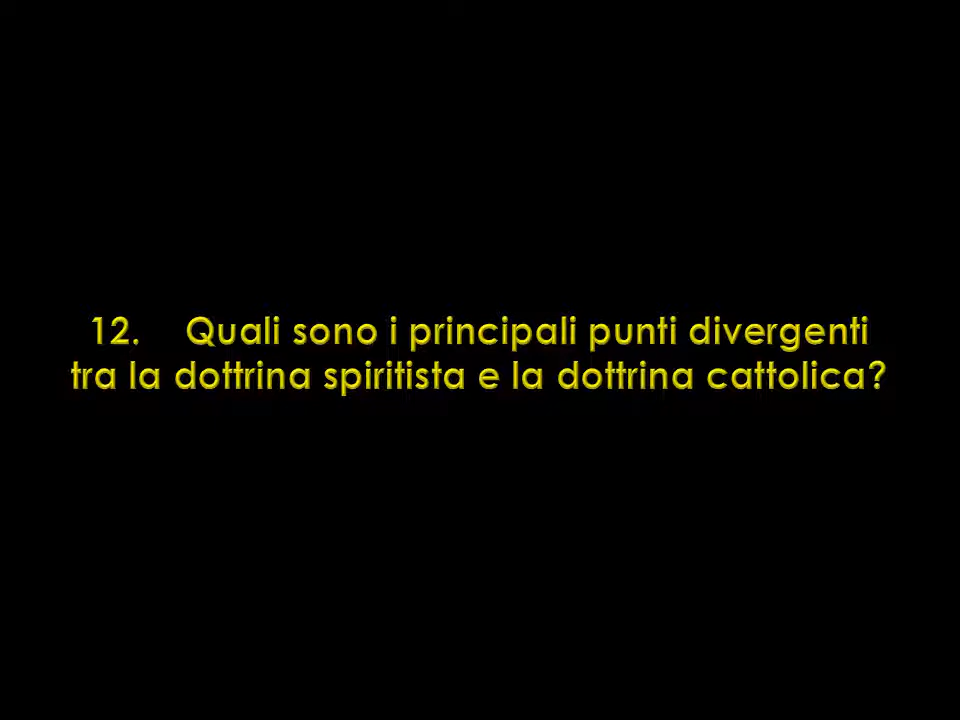 12. Quali sono i principali punti divergenti
tra la dottrina spiritista e la dottrina cattolica?